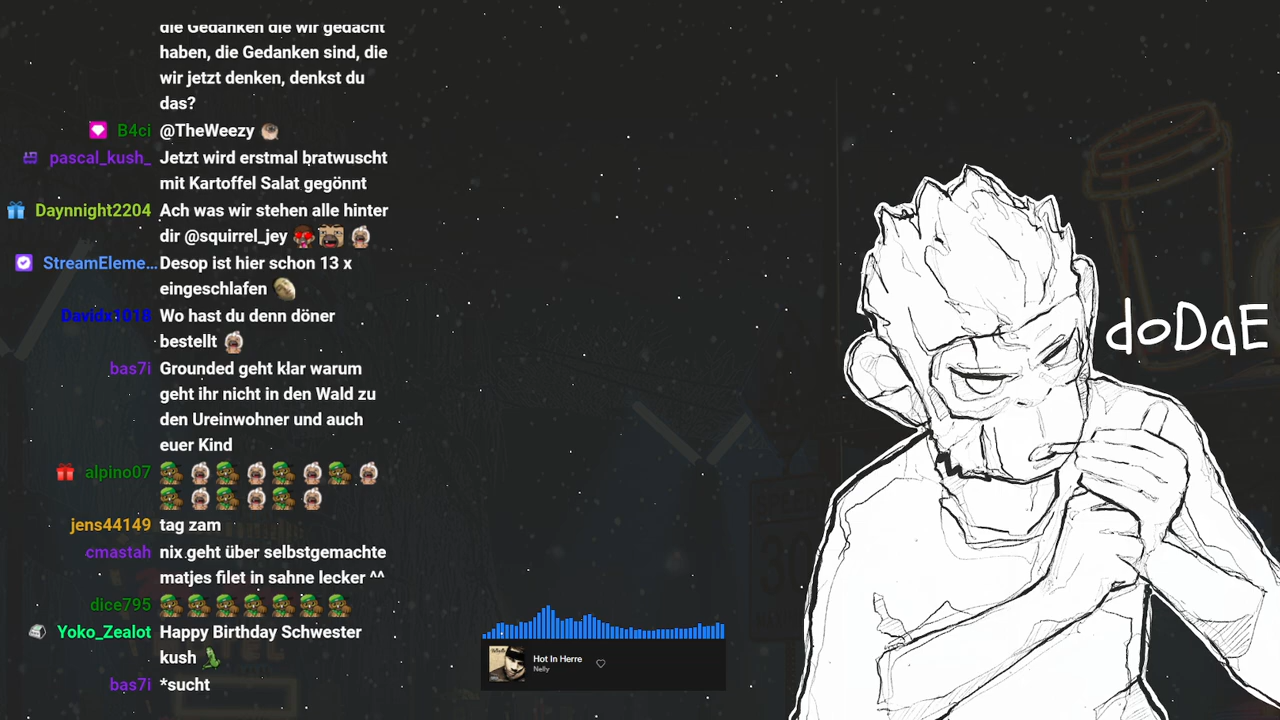 die Gedanken die wir gedacht
haben, die Gedanken sind, die
wir jetzt denken, denkst du
das?
B4ci @TheWeezy
pascal_kush_ Jetzt wird erstmal bratwuscht
mit Kartoffel Salat gegönnt
Daynnight2204 Ach was wir stehen alle hinter
dir @squirrel_jey
StreamEleme... Desop ist hier schon 13 x
eingeschlafen
Davidx1018 Wo hast du denn döner
bestellt
bas7i Grounded geht klar warum
geht ihr nicht in den Wald zu
den Ureinwohner und auch
euer Kind
alpino07
jens44149 tag zam
cmastah nix geht über selbstgemachte
matjes filet in sahne lecker ^^
dice795
Yoko_Zealot Happy Birthday Schwester
kush
bas7i *sucht
Hot In Herre
Nelly
doDaE